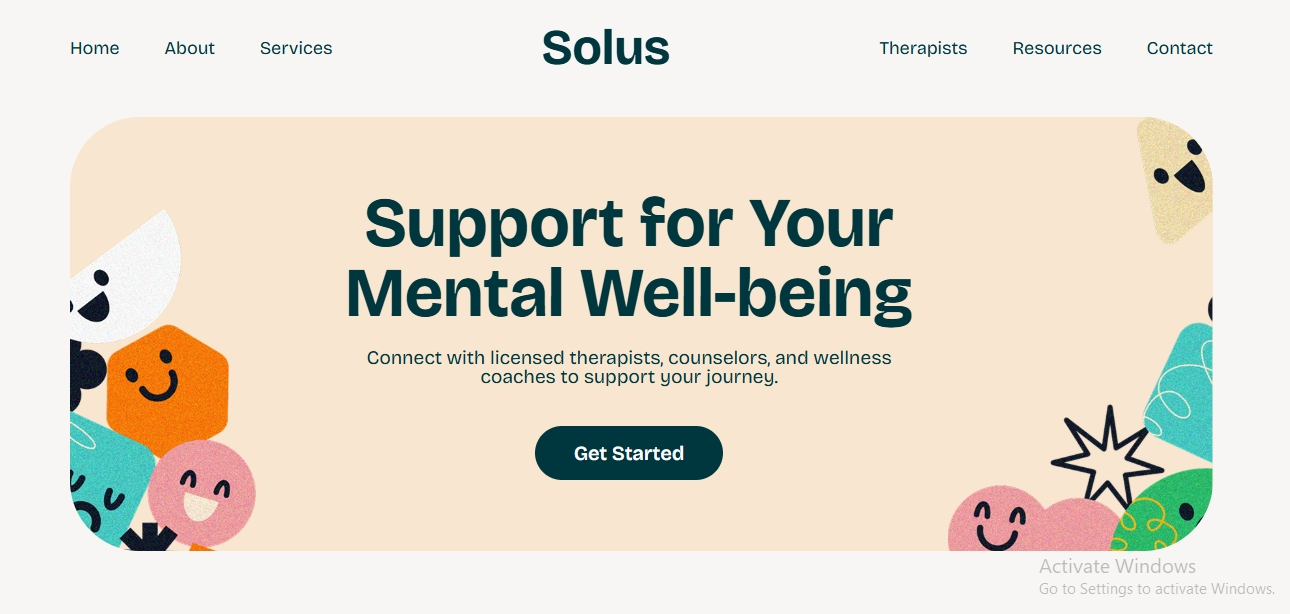 Home About Services Solus Therapists Resources Contact
Support for Your
Mental Well-being
Connect with licensed therapists, counselors, and wellness
coaches to support your journey.
Get Started
Activate Windows
Go to Settings to activate Windows.